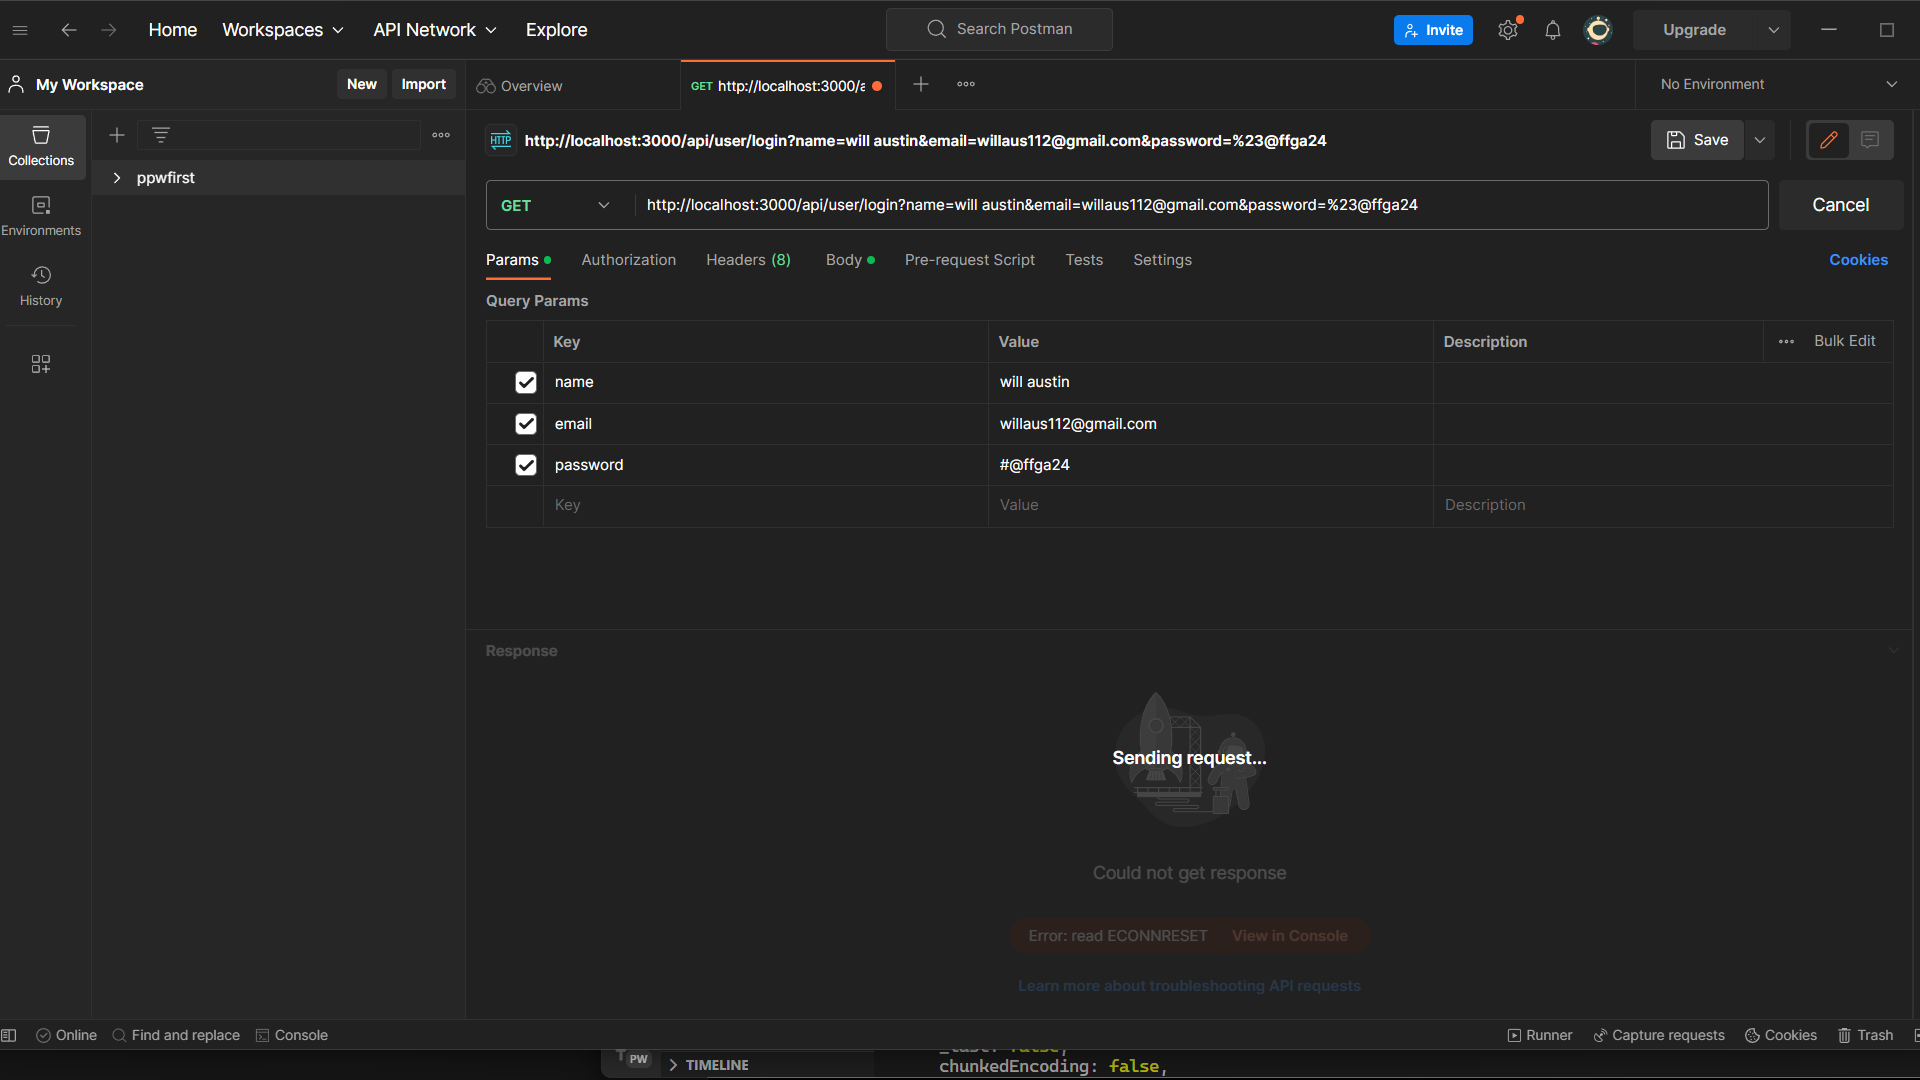 Home Workspaces API Network Explore Search Postman Invite Upgrade
My Workspace New Import Overview GET http://localhost:3000/a No Environment
Collections
ppwfirst
Environments
History
HTTP http://localhost:3000/api/user/login?name=will austin&email=willaus112@gmail.com&password=%23@ffga24 Save
GET http://localhost:3000/api/user/login?name=will austin&email=willaus112@gmail.com&password=%23@ffga24 Cancel
Params Authorization Headers (8) Body Pre-request Script Tests Settings Cookies
Query Params
Key Value Description Bulk Edit
name will austin
email willaus112@gmail.com
password #@ffga24
Key Value Description
Response
Sending request...
Could not get response
Error: read ECONNRESET View in Console
Learn more about troubleshooting API requests
Online Find and replace Console Runner Capture requests Cookies Trash
PW TIMELINE
chunkedEncoding: false,